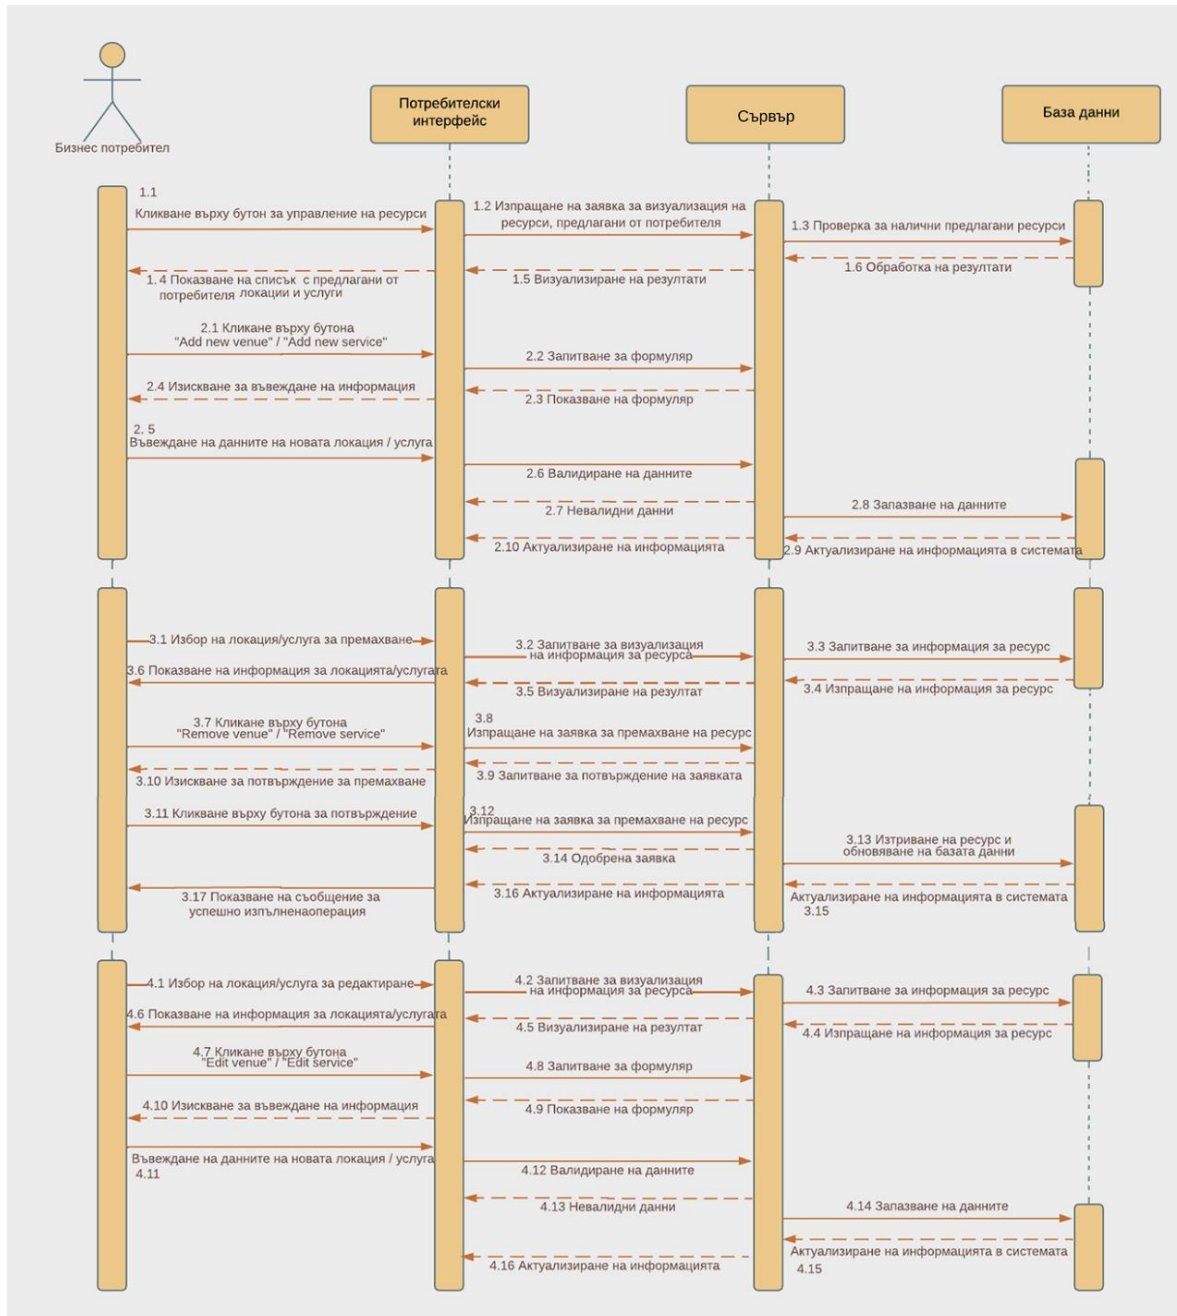 Потребителски
интерфейс
Сървър
База данни
Бизнес потребител
1.1
Кликване върху бутон за управление на ресурси
1.2 Изпращане на заявка за визуализация на
ресурси, предлагани от потребителя
1.3 Проверка за налични предлагани ресурси
1. 4 Показване на списък с предлагани от
потребителя локации и услуги
1.5 Визуализиране на резултати
1.6 Обработка на резултати
2.1 Кликане върху бутона
"Add new venue" / "Add new service"
2.2 Запитване за формуляр
2.4 Изискване за въвеждане на информация
2.3 Показване на формуляр
2. 5
Въвеждане на данните на новата локация / услуга
2.6 Валидиране на данните
2.7 Невалидни данни
2.8 Запазване на данните
2.10 Актуализиране на информацията
2.9 Актуализиране на информацията в системата
3.1 Избор на локация/услуга за премахване
3.2 Запитване за визуализация
на информация за ресурса
3.3 Запитване за информация за ресурс
3.6 Показване на информация за локацията/услугата
3.5 Визуализиране на резултат
3.4 Изпращане на информация за ресурс
3.7 Кликане върху бутона
"Remove venue" / "Remove service"
3.8
Изпращане на заявка за премахване на ресурс
3.10 Изискване за потвърждение за премахване
3.9 Запитване за потвърждение на заявката
3.11 Кликване върху бутона за потвърждение
3.12
Изпращане на заявка за премахване на ресурс
3.13 Изтриване на ресурс и
обновяване на базата данни
3.14 Одобрена заявка
3.17 Показване на съобщение за
успешно изпълненаоперация
3.16 Актуализиране на информацията
Актуализиране на информацията в системата
3.15
4.1 Избор на локация/услуга за редактиране
4.2 Запитване за визуализация
на информация за ресурса
4.3 Запитване за информация за ресурс
4.6 Показване на информация за локацията/услугата
4.5 Визуализиране на резултат
4.4 Изпращане на информация за ресурс
4.7 Кликане върху бутона
"Edit venue" / "Edit service"
4.8 Запитване за формуляр
4.10 Изискване за въвеждане на информация
4.9 Показване на формуляр
Въвеждане на данните на новата локация / услуга
4.11
4.12 Валидиране на данните
4.13 Невалидни данни
4.14 Запазване на данните
4.16 Актуализиране на информацията
Актуализиране на информацията в системата
4.15